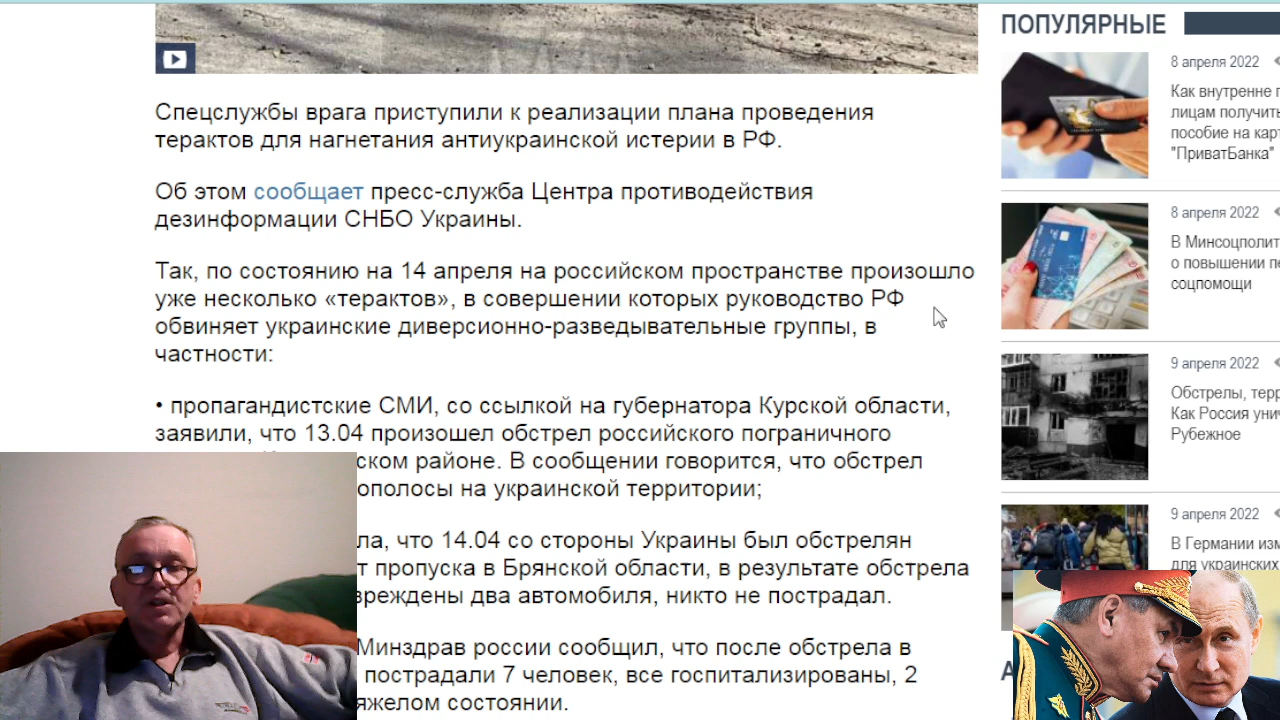 Спецслужбы врага приступили к реализации плана проведения
терактов для нагнетания антиукраинской истерии в РФ.
Об этом сообщает пресс-служба Центра противодействия
дезинформации СНБО Украины.
Так, по состоянию на 14 апреля на российском пространстве произошло
уже несколько «терактов», в совершении которых руководство РФ
обвиняет украинские диверсионно-разведывательные группы, в
частности:
• пропагандистские СМИ, со ссылкой на губернатора Курской области,
заявили, что 13.04 произошел обстрел российского пограничного
ском районе. В сообщении говорится, что обстрел
ополосы на украинской территории;
ла, что 14.04 со стороны Украины был обстрелян
т пропуска в Брянской области, в результате обстрела
вреждены два автомобиля, никто не пострадал.
Минздрав россии сообщил, что после обстрела в
пострадали 7 человек, все госпитализированы, 2
яжелом состоянии.
ПОПУЛЯРНЫЕ
8 апреля 2022
Как внутренне п
лицам получить
пособие на карт
"ПриватБанка"
8 апреля 2022
В Минсоцполит
о повышении пе
соцпомощи
9 апреля 2022
Обстрелы, терр
Как Россия унич
Рубежное
9 апреля 2022
В Германии изм
для украинских